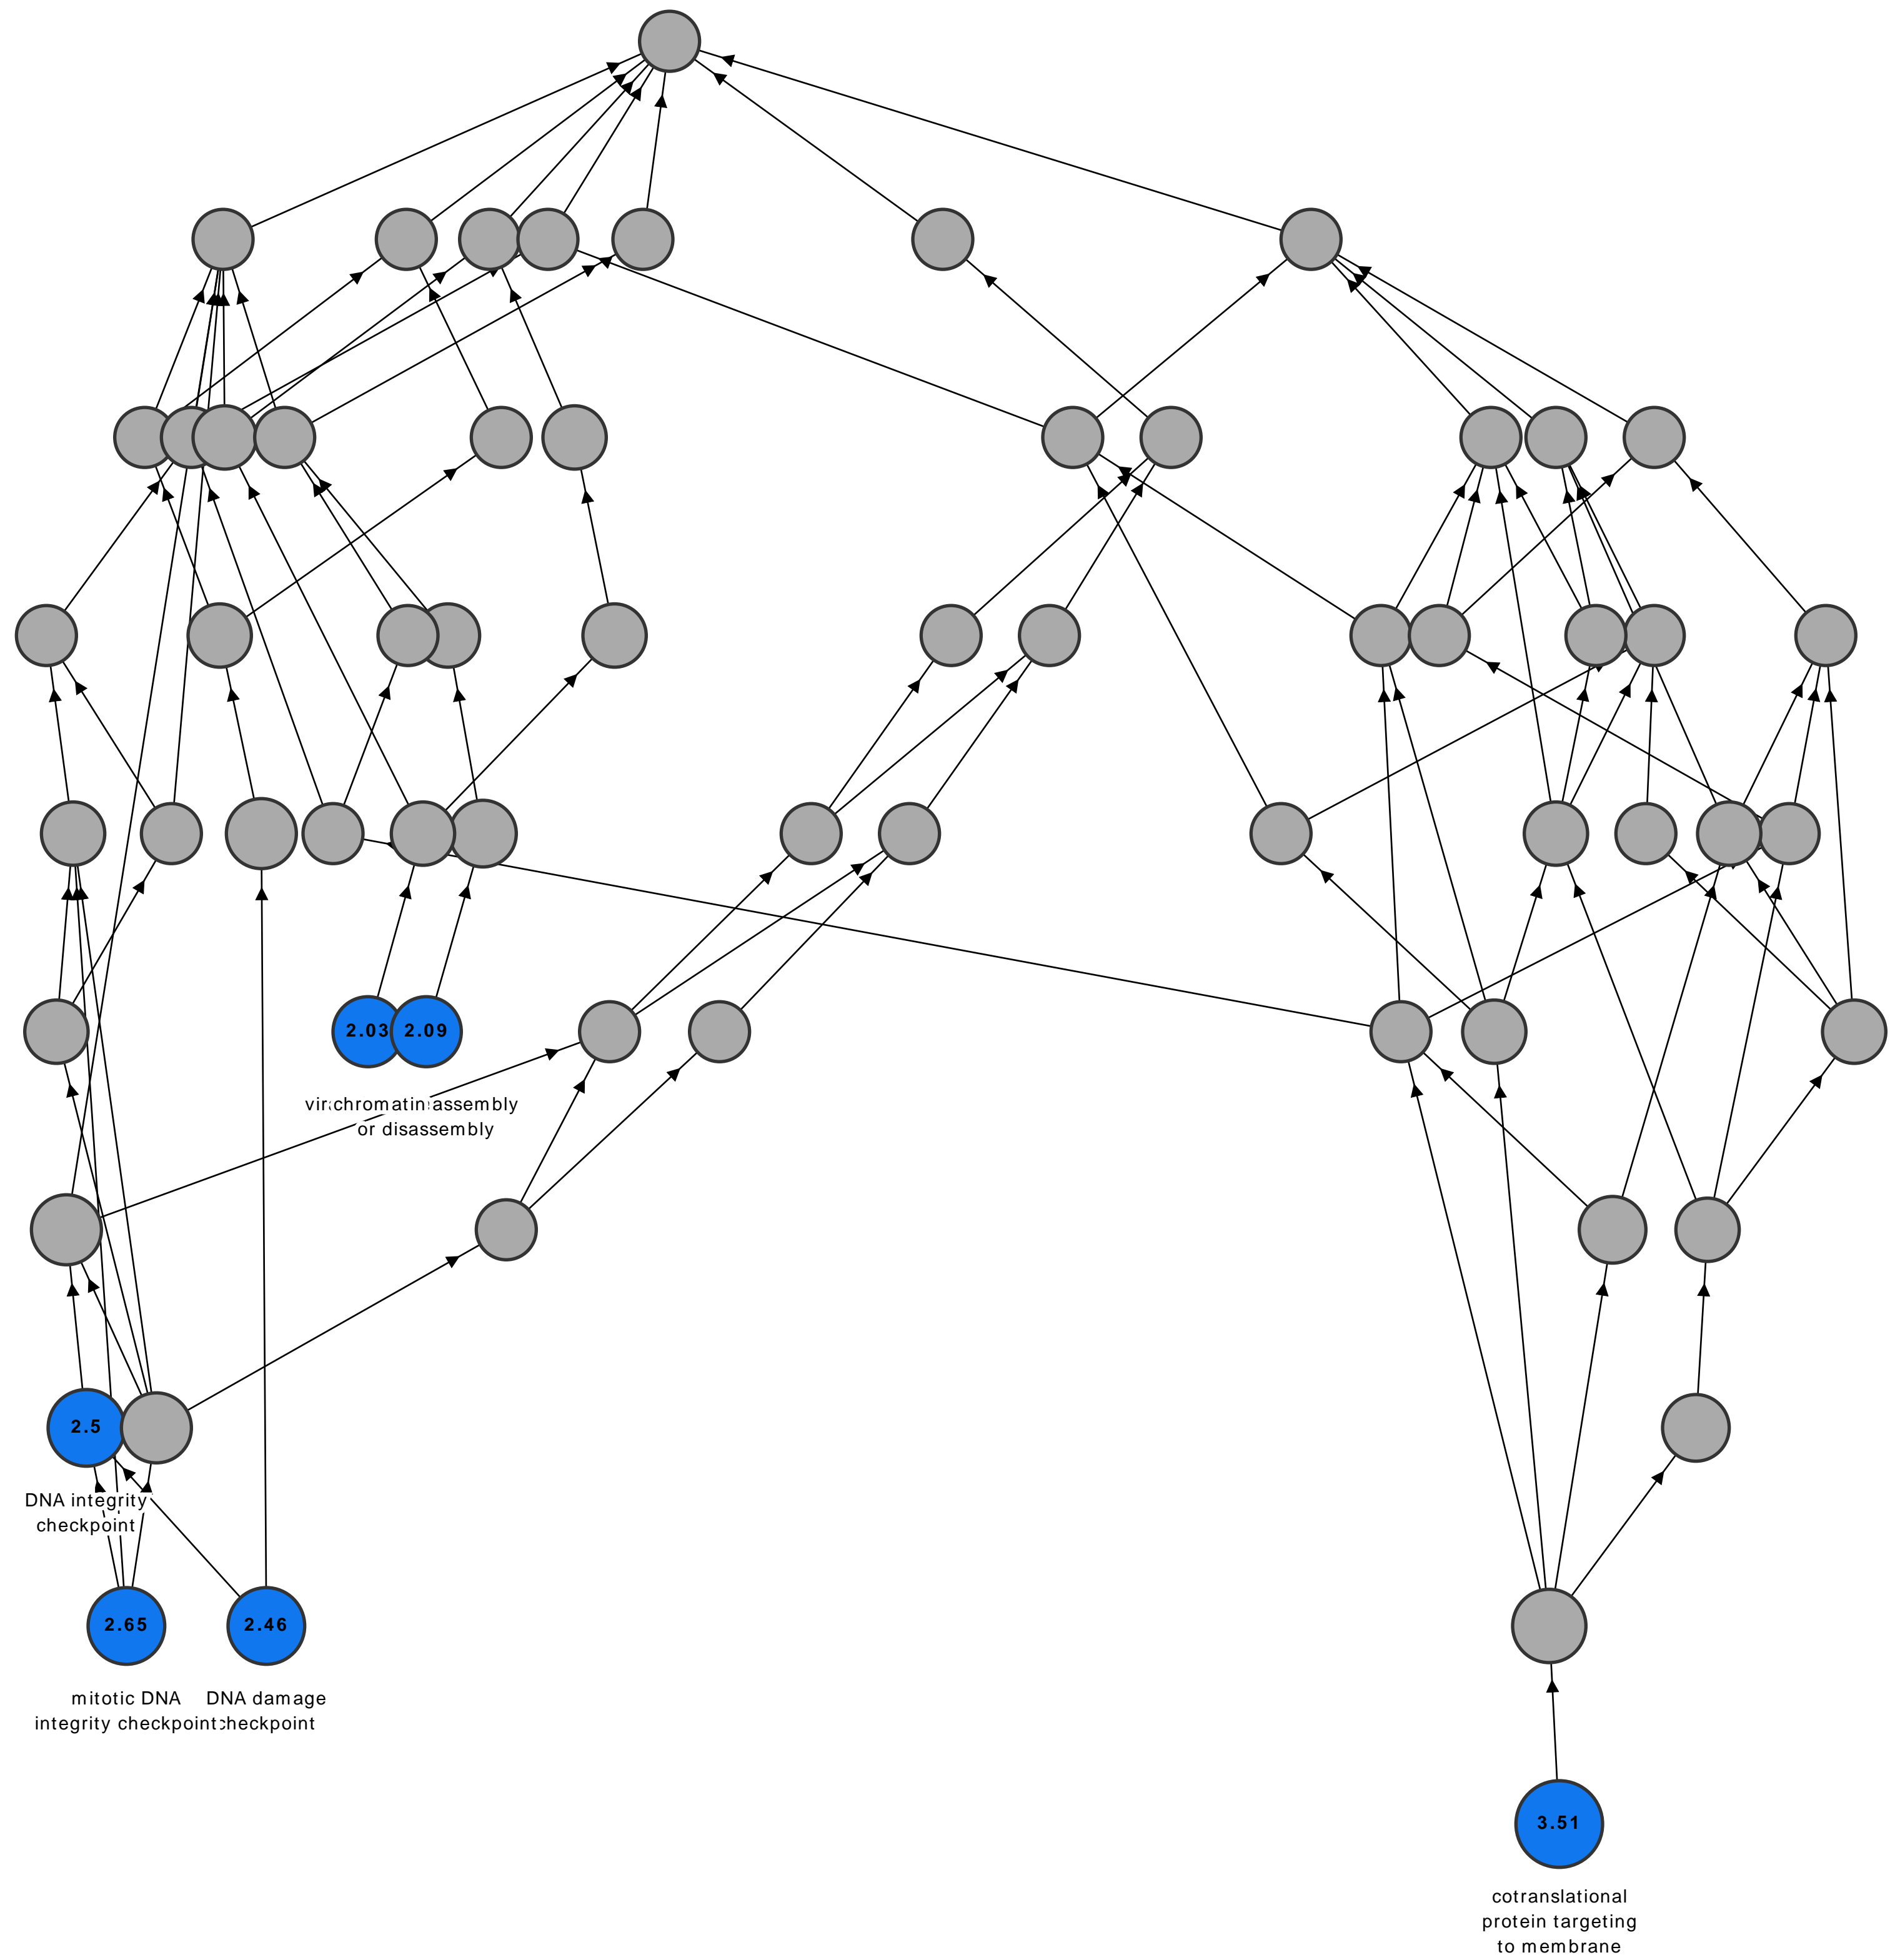 2.03
2.09
chromatin assembly
or disassembly
2.5
DNA integrity
checkpoint
2.65
2.46
mitotic DNA
integrity checkpoint
DNA damage
checkpoint
3.51
cotranslational
protein targeting
to membrane